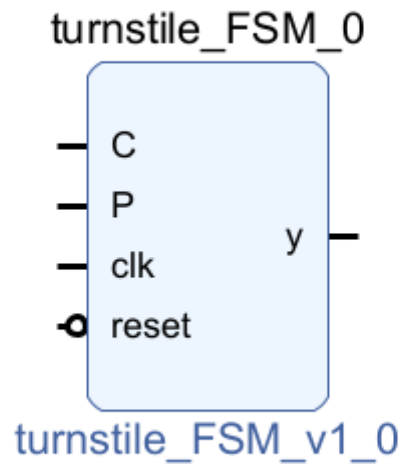 turnstile_FSM_0
C
P
y
clk
reset
turnstile_FSM_v1_0